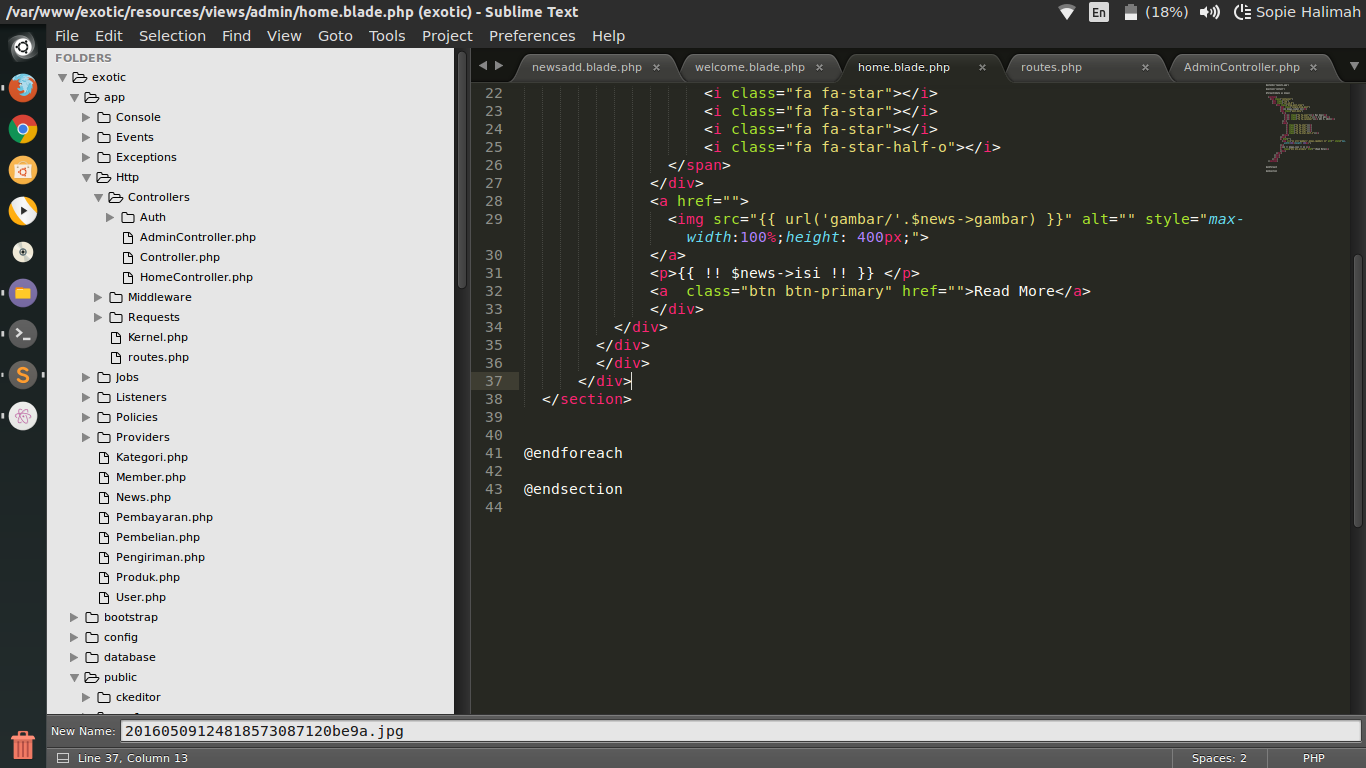 /var/www/exotic/resources/views/admin/home.blade.php (exotic) - Sublime Text
En (18%) Sopie Halimah
File Edit Selection Find View Goto Tools Project Preferences Help
FOLDERS
exotic
app
Console
Events
Exceptions
Http
Controllers
Auth
AdminController.php
Controller.php
HomeController.php
Middleware
Requests
Kernel.php
routes.php
Jobs
Listeners
Policies
Providers
Kategori.php
Member.php
News.php
Pembayaran.php
Pembelian.php
Pengiriman.php
Produk.php
User.php
bootstrap
config
database
public
ckeditor
newsadd.blade.php × welcome.blade.php × home.blade.php × routes.php × AdminController.php ×
22 <i class="fa fa-star"></i>
23 <i class="fa fa-star"></i>
24 <i class="fa fa-star"></i>
25 <i class="fa fa-star-half-o"></i>
26 </span>
27 </div>
28 <a href="">
29 <img src="{{ url('gambar/'.$news->gambar) }}" alt="" style="max-
width:100%;height: 400px;">
30 </a>
31 <p>{{ !! $news->isi !! }} </p>
32 <a  class="btn btn-primary" href="">Read More</a>
33 </div>
34 </div>
35 </div>
36 </div>
37 </div>
38 </section>
39
40
41 @endforeach
42
43 @endsection
44
New Name: 20160509124818573087120be9a.jpg
Line 37, Column 13 Spaces: 2 PHP